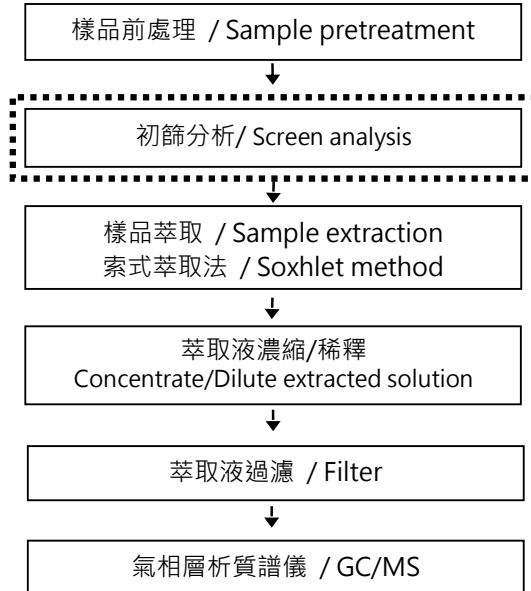 樣品前處理 / Sample pretreatment
初篩分析/ Screen analysis
樣品萃取 / Sample extraction
索式萃取法 / Soxhlet method
萃取液濃縮/稀釋
Concentrate/Dilute extracted solution
萃取液過濾 / Filter
氣相層析質譜儀 / GC/MS